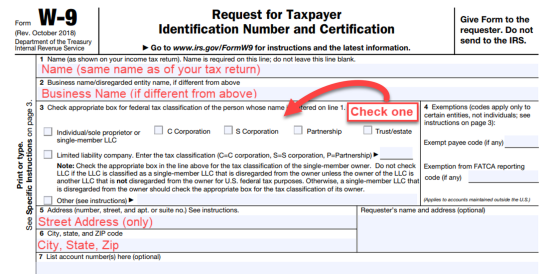 Form W-9
(Rev. October 2018)
Department of the Treasury
Internal Revenue Service
Request for Taxpayer
Identification Number and Certification
▶ Go to www.irs.gov/FormW9 for instructions and the latest information.
Give Form to the
requester. Do not
send to the IRS.
Print or type.
See Specific Instructions on page 3.
1 Name (as shown on your income tax return). Name is required on this line; do not leave this line blank.
Name (same name as of your tax return)
2 Business name/disregarded entity name, if different from above
Business Name (if different from above)
3 Check appropriate box for federal tax classification of the person whose name is entered on line 1.
Check one
Individual/sole proprietor or
single-member LLC
C Corporation
S Corporation
Partnership
Trust/estate
Limited liability company. Enter the tax classification (C=C corporation, S=S corporation, P=Partnership) ▶
Note: Check the appropriate box in the line above for the tax classification of the single-member owner. Do not check
LLC if the LLC is classified as a single-member LLC that is disregarded from the owner unless the owner of the LLC is
another LLC that is not disregarded from the owner for U.S. federal tax purposes. Otherwise, a single-member LLC that
is disregarded from the owner should check the appropriate box for the tax classification of its owner.
Other (see instructions) ▶
4 Exemptions (codes apply only to
certain entities, not individuals; see
instructions on page 3):
Exempt payee code (if any)
Exemption from FATCA reporting
code (if any)
(Applies to accounts maintained outside the U.S.)
5 Address (number, street, and apt. or suite no.) See instructions.
Street Address (only)
Requester's name and address (optional)
6 City, state, and ZIP code
City, State, Zip
7 List account number(s) here (optional)